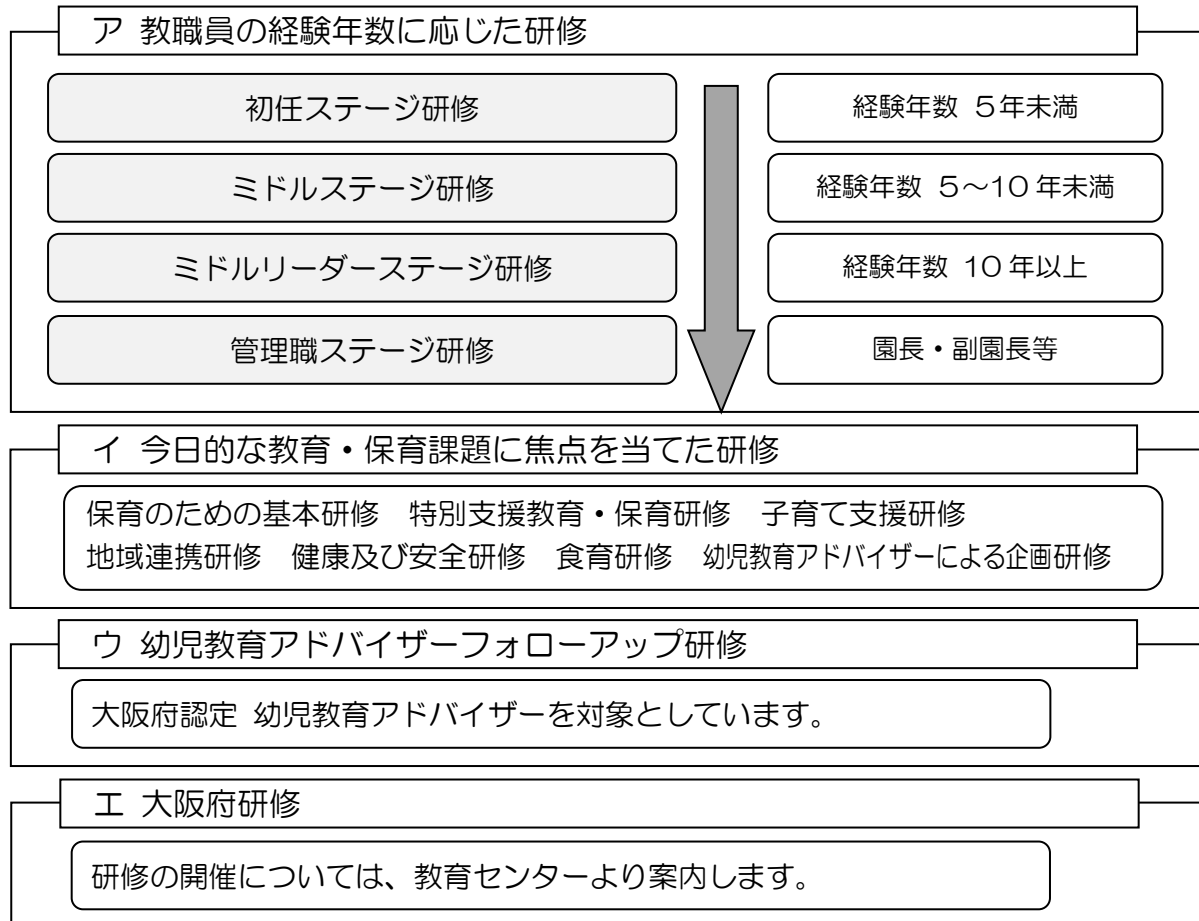 ア 教職員の経験年数に応じた研修
初任ステージ研修
経験年数 5年未満
ミドルステージ研修
経験年数 5～10年未満
ミドルリーダーステージ研修
経験年数 10年以上
管理職ステージ研修
園長・副園長等
イ 今日的な教育・保育課題に焦点を当てた研修
保育のための基本研修 特別支援教育・保育研修 子育て支援研修
地域連携研修 健康及び安全研修 食育研修 幼児教育アドバイザーによる企画研修
ウ 幼児教育アドバイザーフォローアップ研修
大阪府認定 幼児教育アドバイザーを対象としています。
エ 大阪府研修
研修の開催については、教育センターより案内します。